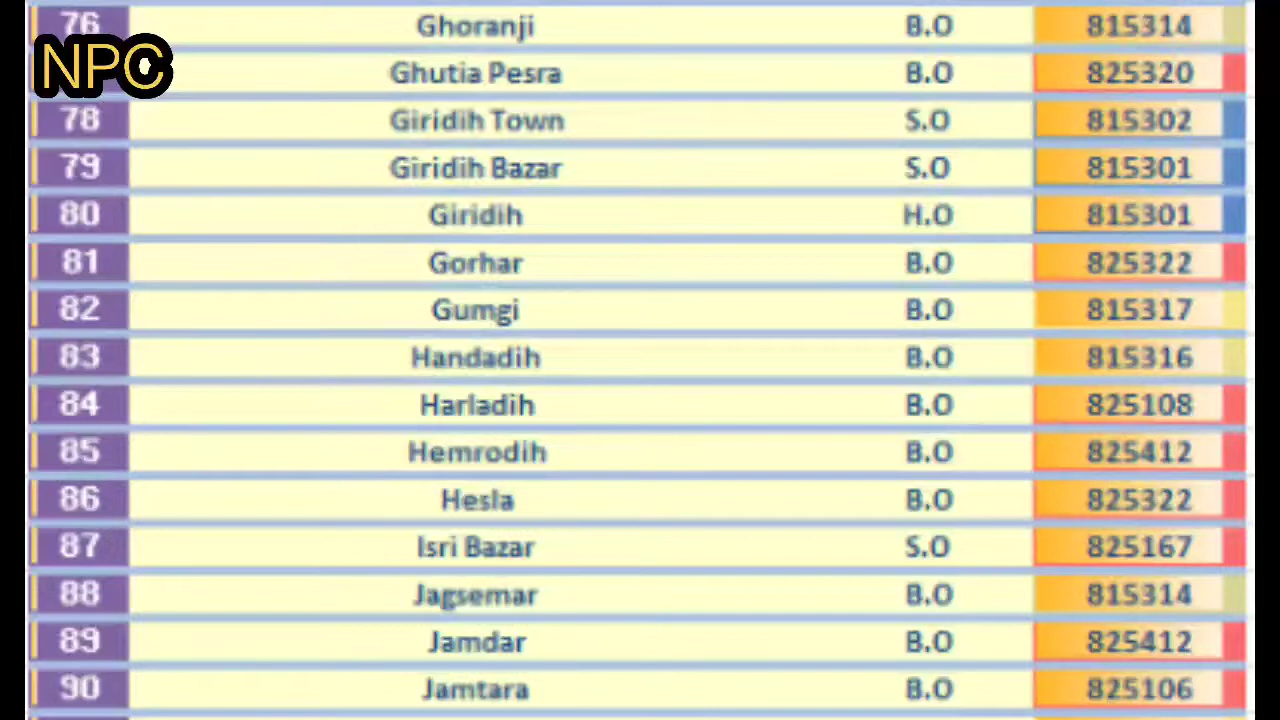 76 Ghoranji B.O 815314
NPC
Ghutia Pesra B.O 825320
78 Giridih Town S.O 815302
79 Giridih Bazar S.O 815301
80 Giridih H.O 815301
81 Gorhar B.O 825322
82 Gumgi B.O 815317
83 Handadih B.O 815316
84 Harladih B.O 825108
85 Hemrodih B.O 825412
86 Hesla B.O 825322
87 Isri Bazar S.O 825167
88 Jagsemar B.O 815314
89 Jamdar B.O 825412
90 Jamtara B.O 825106